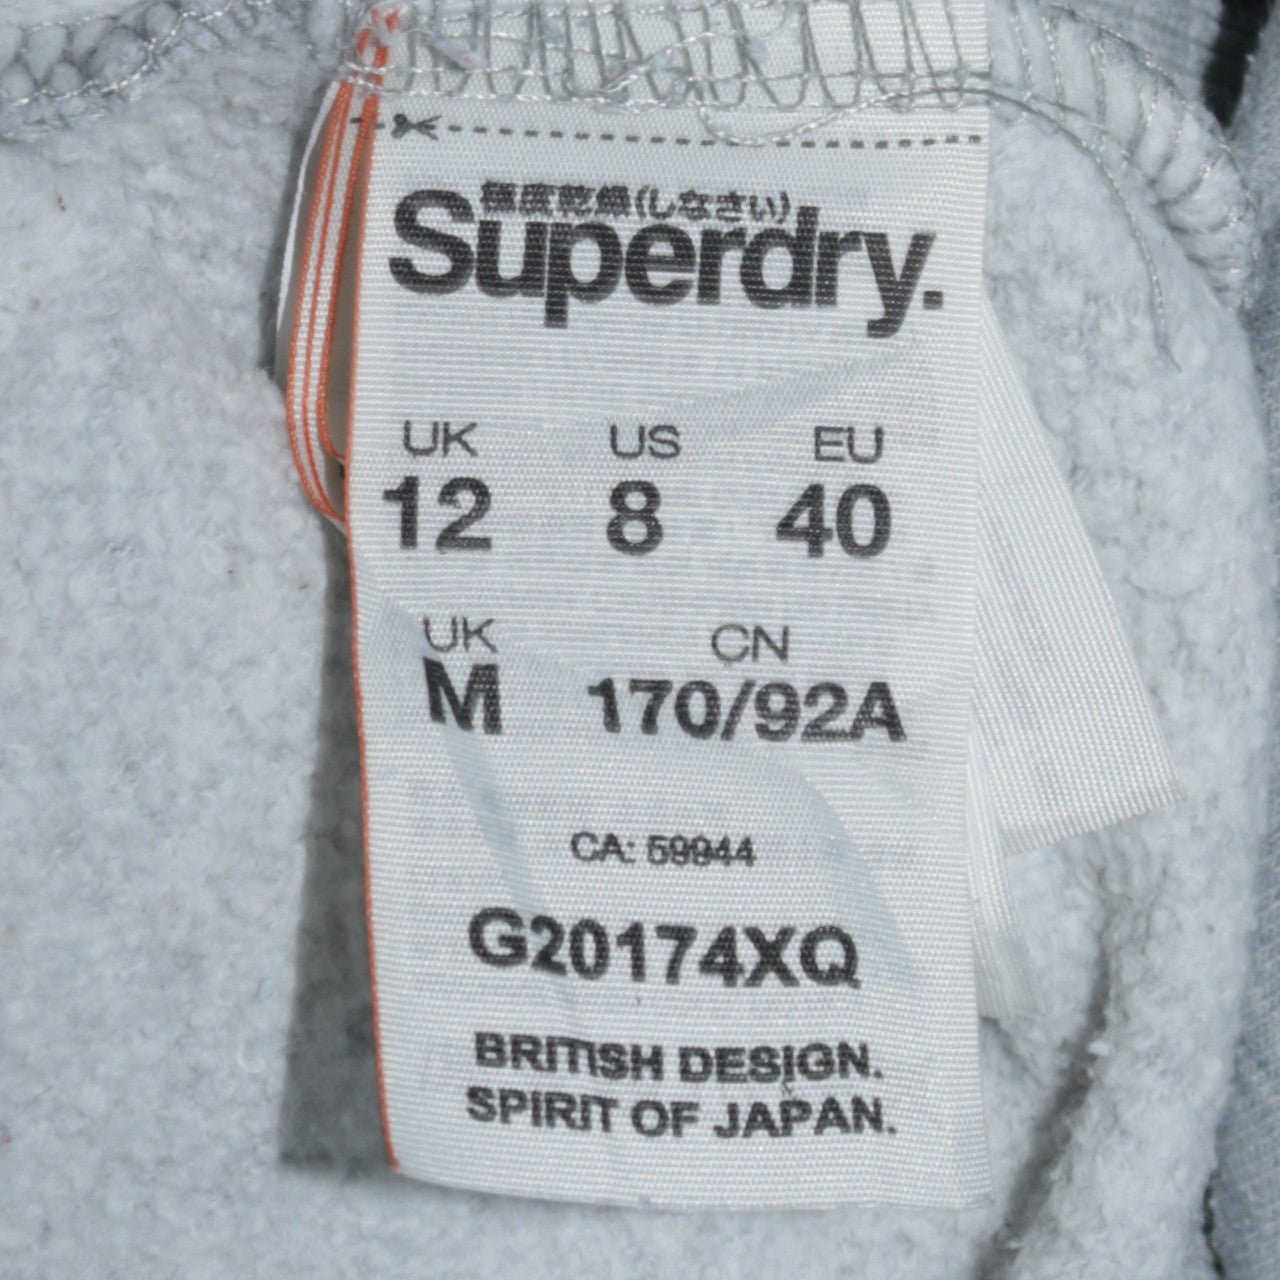 極度乾燥(しなさい)
Superdry.
UK US EU
12 8 40
UK CN
M 170/92A
CA: 59944
G20174XQ
BRITISH DESIGN.
SPIRIT OF JAPAN.